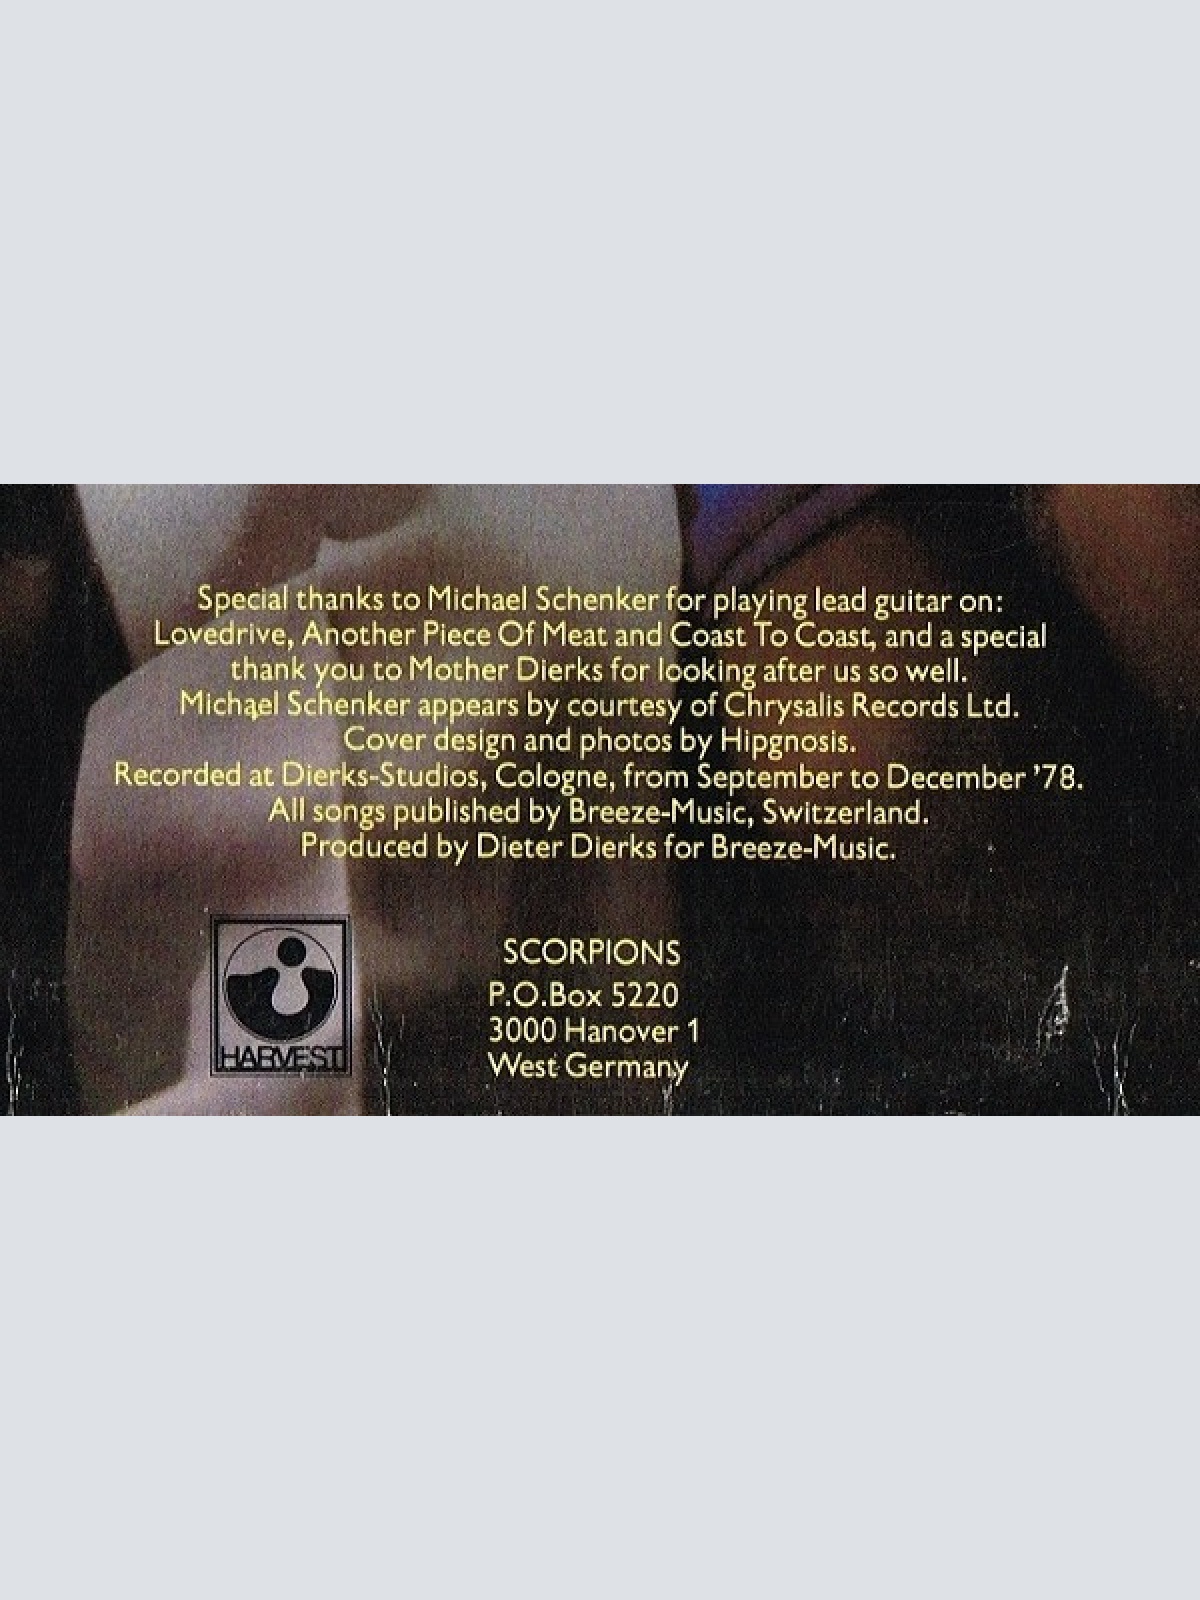 Special thanks to Michael Schenker for playing lead guitar on:
Lovedrive, Another Piece Of Meat and Coast To Coast, and a special
thank you to Mother Dierks for looking after us so well.
Michael Schenker appears by courtesy of Chrysalis Records Ltd.
Cover design and photos by Hipgnosis.
Recorded at Dierks-Studios, Cologne, from September to December '78.
All songs published by Breeze-Music, Switzerland.
Produced by Dieter Dierks for Breeze-Music.
HARVEST
SCORPIONS
P.O.Box 5220
3000 Hanover 1
West Germany